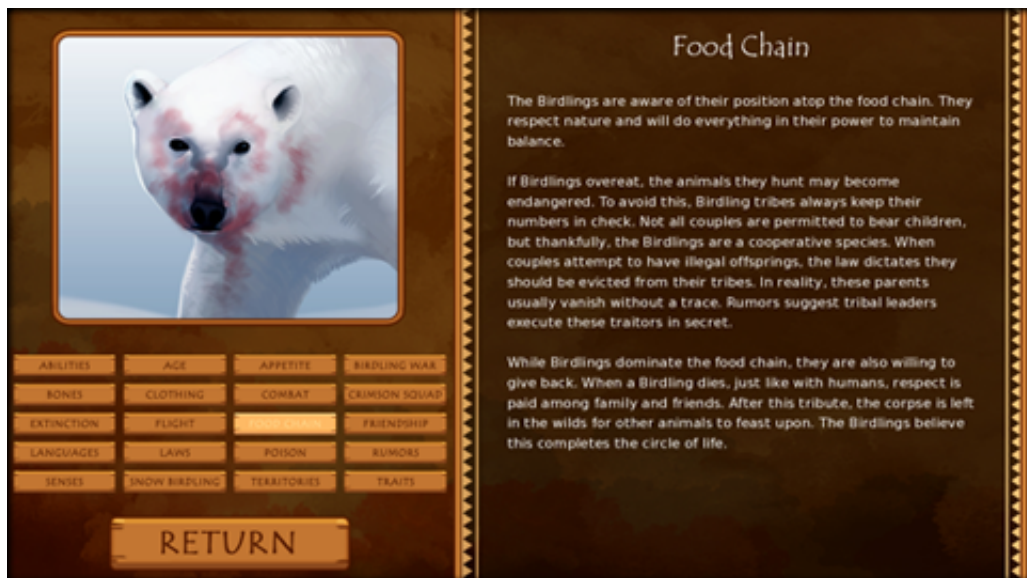 Food Chain
The Birdlings are aware of their position atop the food chain. They
respect nature and will do everything in their power to maintain
balance.
If Birdlings overeat, the animals they hunt may become
endangered. To avoid this, Birdling tribes always keep their
numbers in check. Not all couples are permitted to bear children,
but thankfully, the Birdlings are a cooperative species. When
couples attempt to have illegal offsprings, the law dictates they
should be evicted from their tribes. In reality, these parents
usually vanish without a trace. Rumors suggest tribal leaders
execute these traitors in secret.
While Birdlings dominate the food chain, they are also willing to
give back. When a Birdling dies, just like with humans, respect is
paid among family and friends. After this tribute, the corpse is left
in the wilds for other animals to feast upon. The Birdlings believe
this completes the circle of life.
ABILITIES AGE APPETITE BIRDLING WAR
BONES CLOTHING COMBAT CRIMSON SQUAD
EXTINCTION FLIGHT FOOD CHAIN FRIENDSHIP
LANGUAGES LAWS POISON RUMORS
SENSES SNOW BIRDLING TERRITORIES TRAITS
RETURN